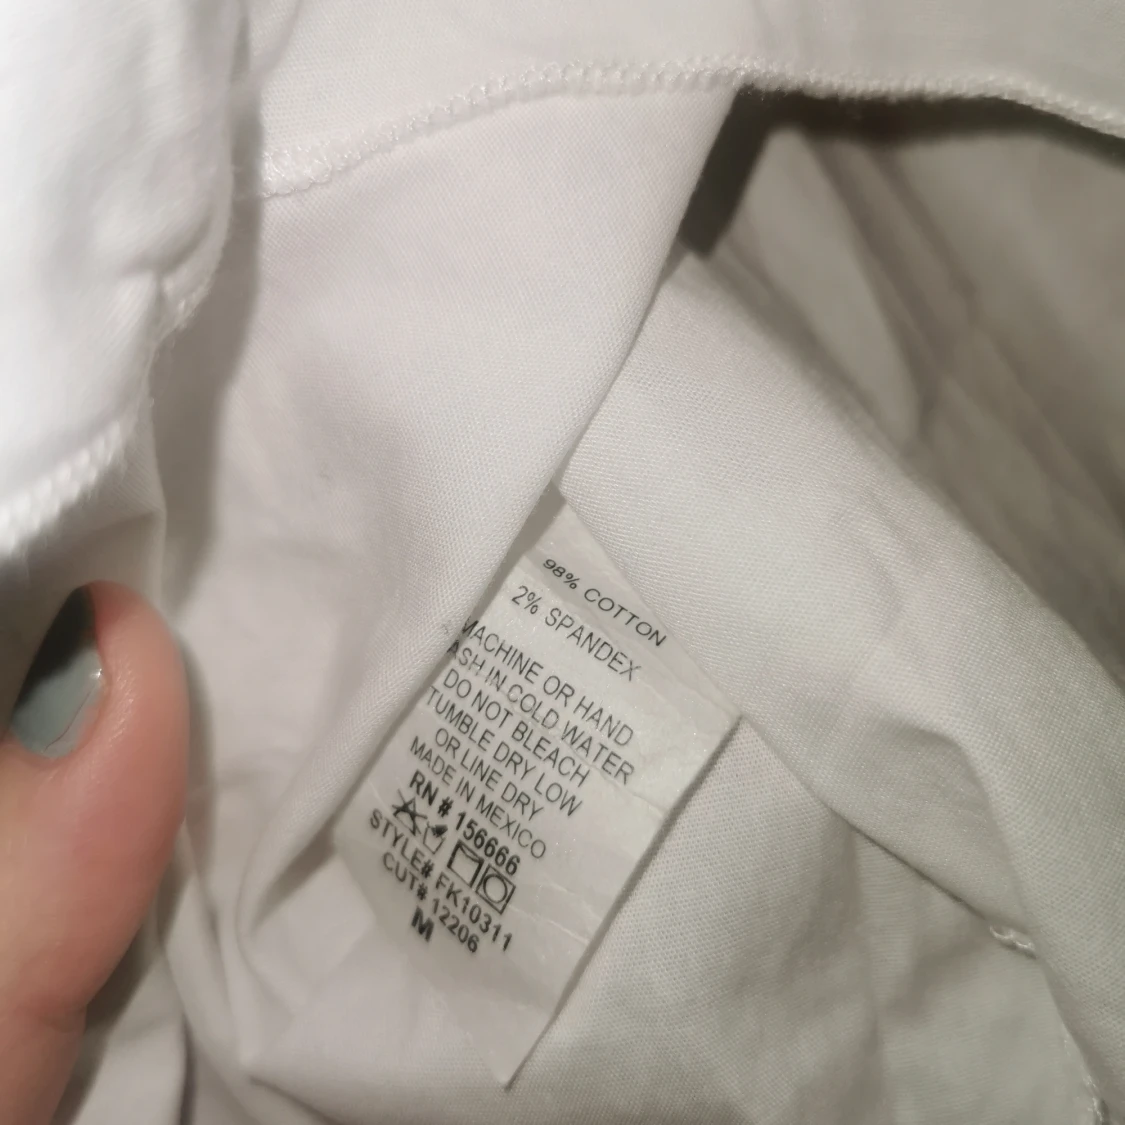 98% COTTON
2% SPANDEX
MACHINE OR HAND
ASH IN COLD WATER
DO NOT BLEACH
TUMBLE DRY LOW
OR LINE DRY
MADE IN MEXICO
RN # 156666
STYLE# FK10311
CUT# 12206
M